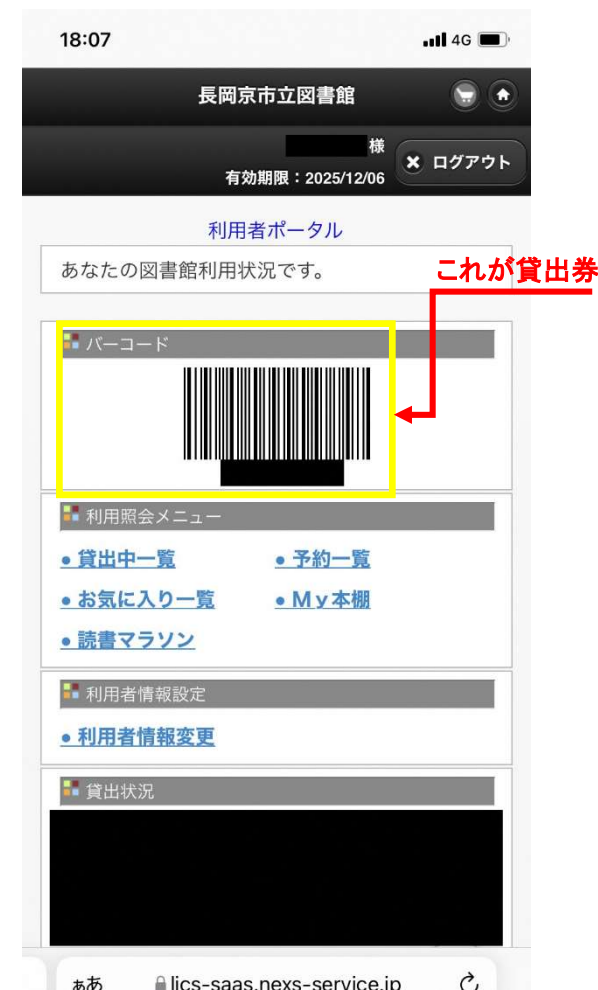 18:07 4G
長岡京市立図書館
様
有効期限：2025/12/06
ログアウト
利用者ポータル
あなたの図書館利用状況です。
これが貸出券
バーコード
利用照会メニュー
● 貸出中一覧 ● 予約一覧
● お気に入り一覧 ● Ｍｙ本棚
● 読書マラソン
利用者情報設定
● 利用者情報変更
貸出状況
ぁあ lics-saas.nexs-service.jp